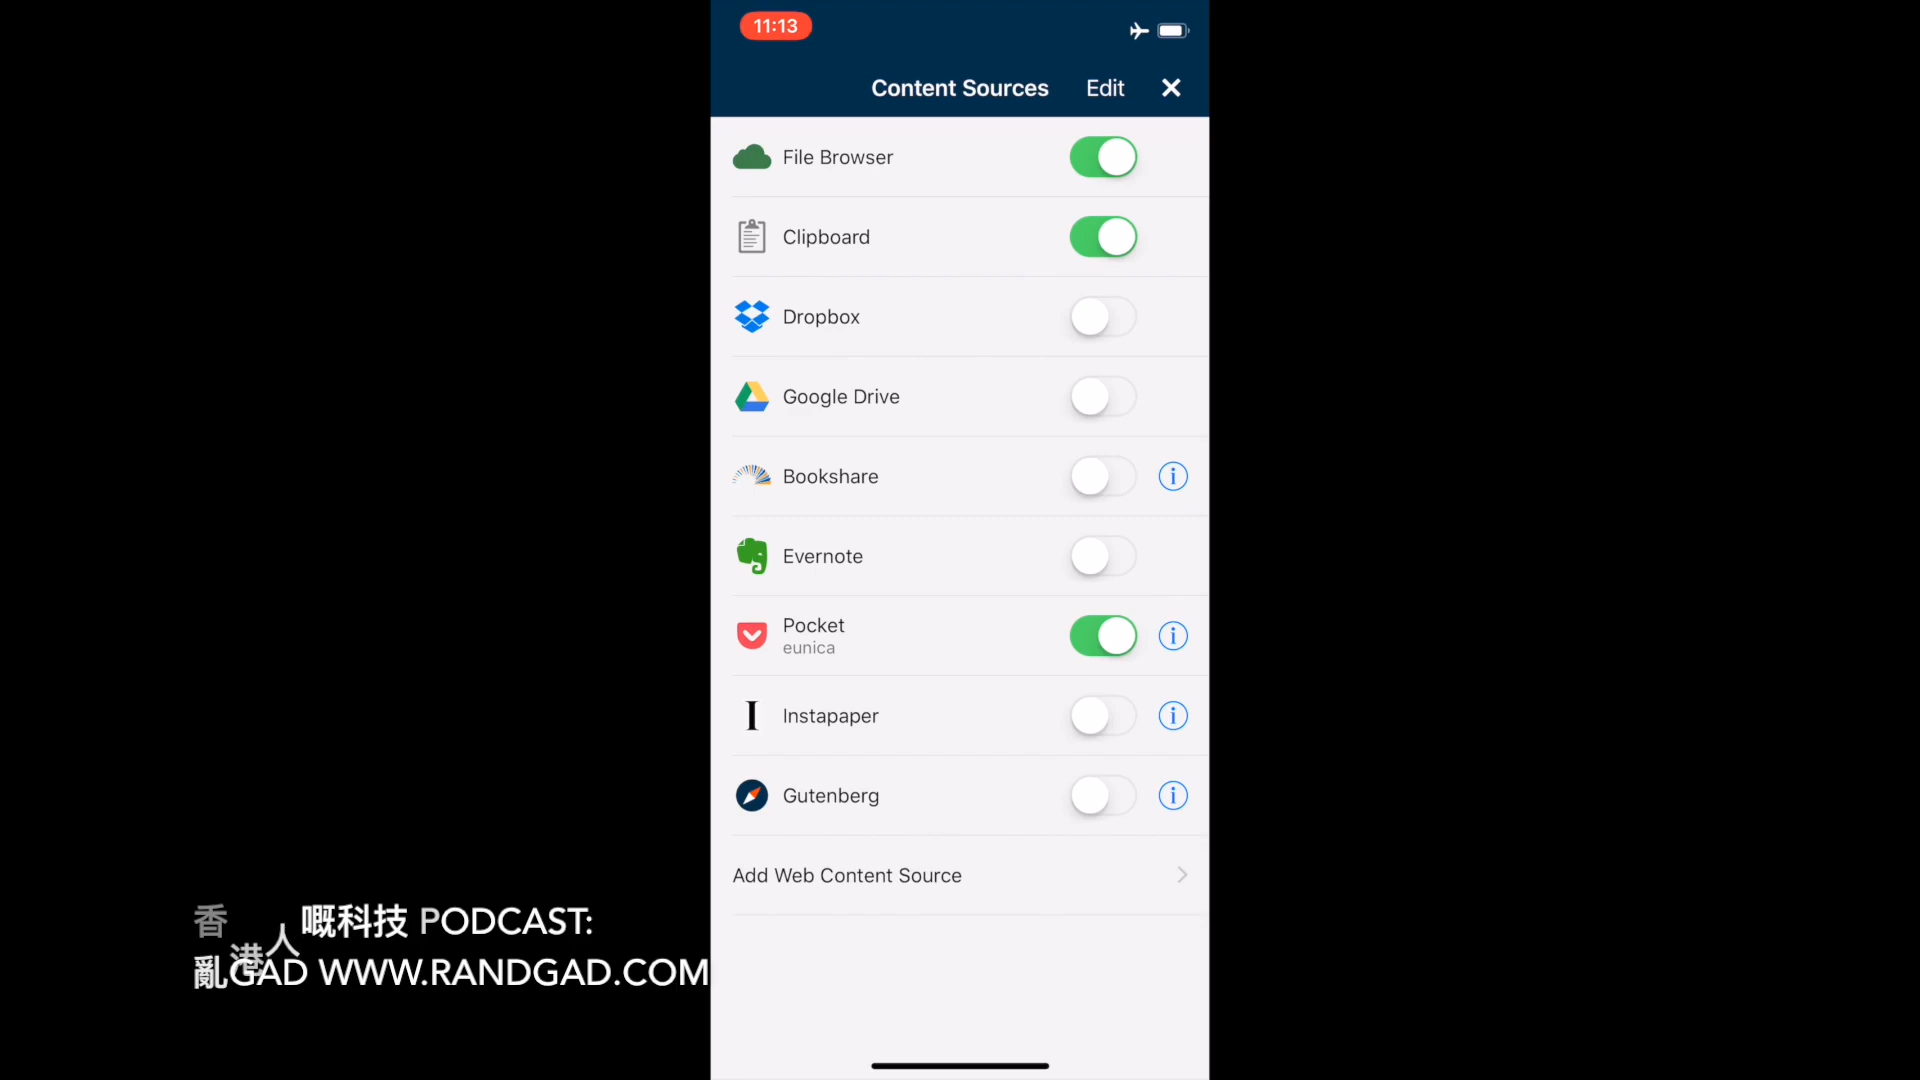 11:13
Content Sources Edit
File Browser
Clipboard
Dropbox
Google Drive
Bookshare
Evernote
Pocket
eunica
Instapaper
Gutenberg
Add Web Content Source
香港人嘅科技 PODCAST:
亂GAD WWW.RANDGAD.COM